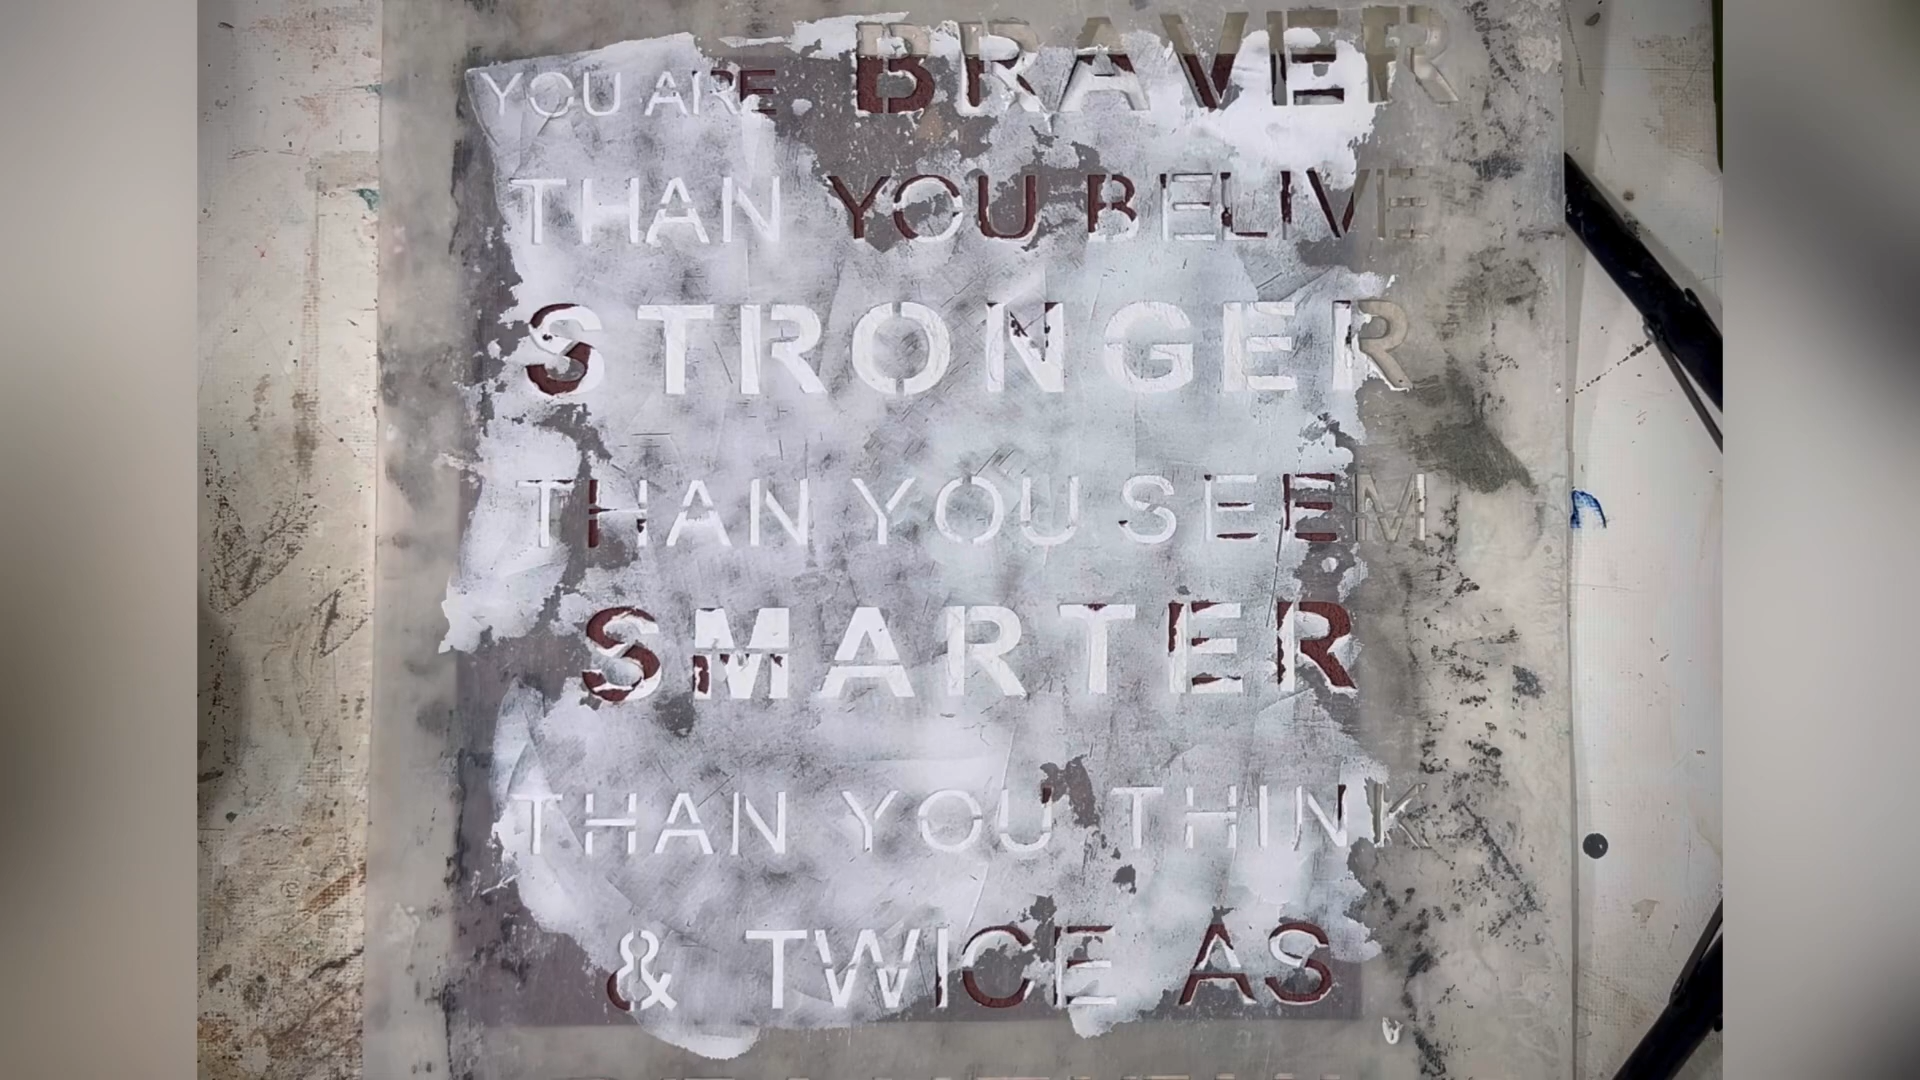 YOU ARE BRAVER
THAN YOU BELIVE
STRONGER
THAN YOU SEEM
SMARTER
THAN YOU THINK
& TWICE AS